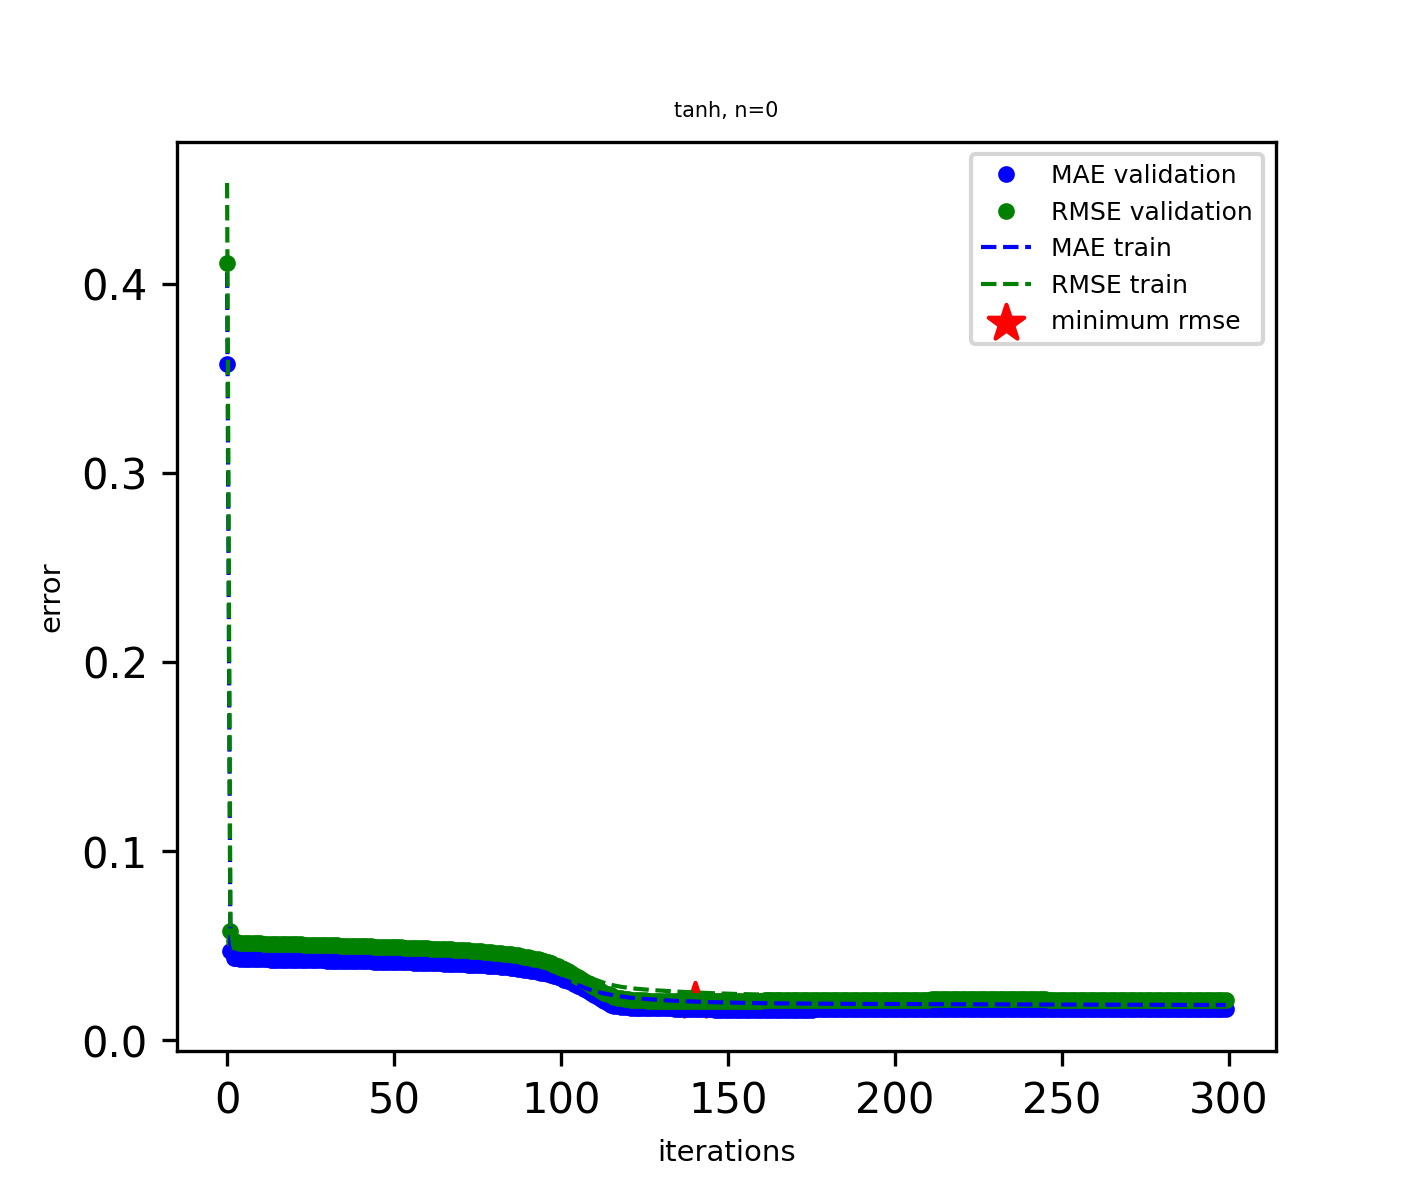 tanh, n=0
MAE validation
RMSE validation
MAE train
RMSE train
minimum rmse
error
0.4
0.3
0.2
0.1
0.0
0 50 100 150 200 250 300
iterations